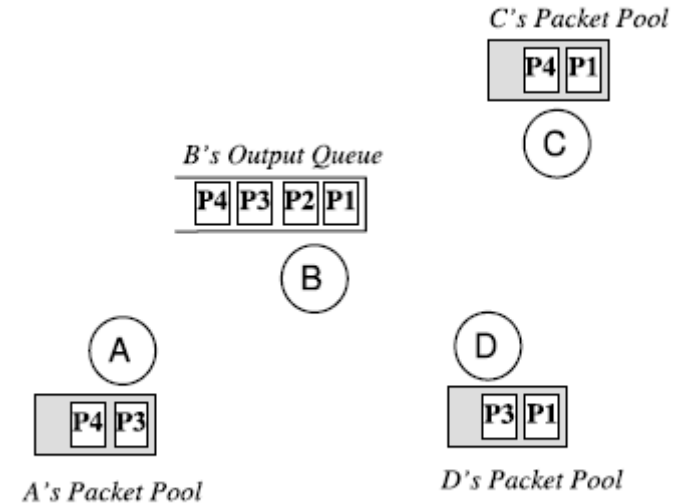 C's Packet Pool
P4 P1
C
B's Output Queue
P4 P3 P2 P1
B
A
D
P4 P3
P3 P1
A's Packet Pool
D's Packet Pool